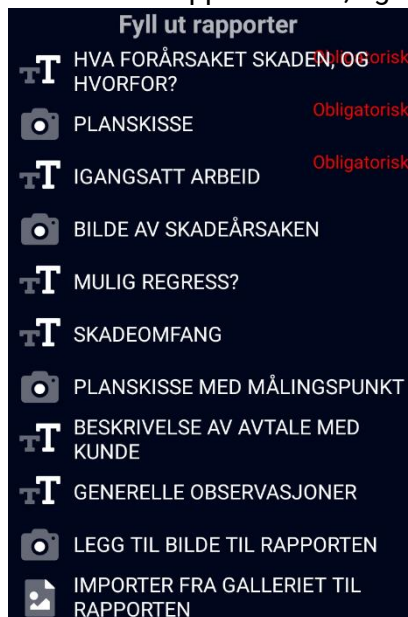 Fyll ut rapporter
HVA FORÅRSAKET SKADEN, OG
Obligatorisk
HVORFOR?
Obligatorisk
PLANSKISSE
Obligatorisk
IGANGSATT ARBEID
BILDE AV SKADEÅRSAKEN
MULIG REGRESS?
SKADEOMFANG
PLANSKISSE MED MÅLINGSPUNKT
BESKRIVELSE AV AVTALE MED
KUNDE
GENERELLE OBSERVASJONER
LEGG TIL BILDE TIL RAPPORTEN
IMPORTER FRA GALLERIET TIL
RAPPORTEN